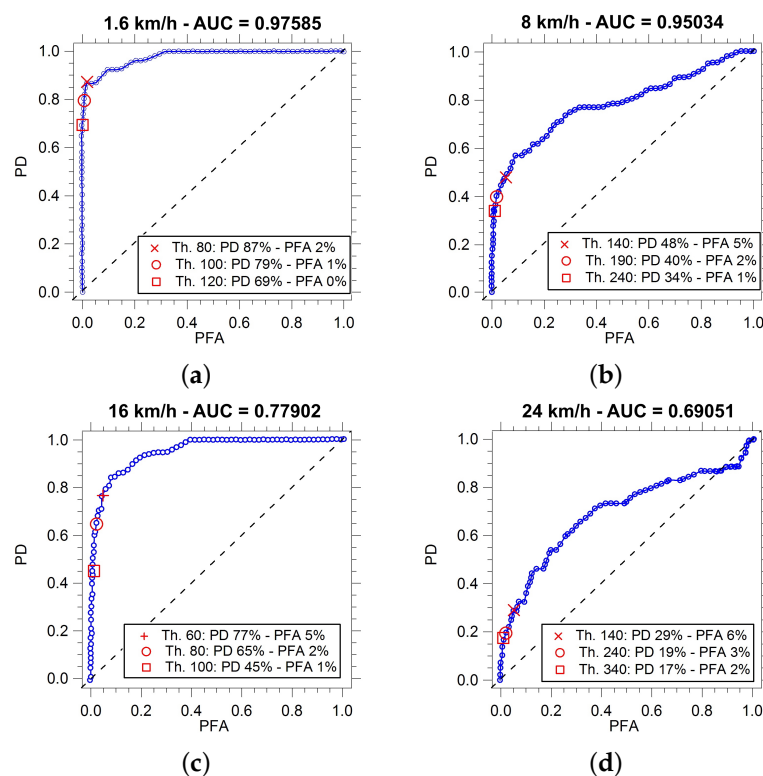 1.6 km/h - AUC = 0.97585
1.0
0.8
0.6
0.4
0.2
0.0
PD
Th. 80: PD 87% - PFA 2%
Th. 100: PD 79% - PFA 1%
Th. 120: PD 69% - PFA 0%
0.0 0.2 0.4 0.6 0.8 1.0
PFA
(a)
8 km/h - AUC = 0.95034
1.0
0.8
0.6
0.4
0.2
0.0
PD
Th. 140: PD 48% - PFA 5%
Th. 190: PD 40% - PFA 2%
Th. 240: PD 34% - PFA 1%
0.0 0.2 0.4 0.6 0.8 1.0
PFA
(b)
16 km/h - AUC = 0.77902
1.0
0.8
0.6
0.4
0.2
0.0
PD
Th. 60: PD 77% - PFA 5%
Th. 80: PD 65% - PFA 2%
Th. 100: PD 45% - PFA 1%
0.0 0.2 0.4 0.6 0.8 1.0
PFA
(c)
24 km/h - AUC = 0.69051
1.0
0.8
0.6
0.4
0.2
0.0
PD
Th. 140: PD 29% - PFA 6%
Th. 240: PD 19% - PFA 3%
Th. 340: PD 17% - PFA 2%
0.0 0.2 0.4 0.6 0.8 1.0
PFA
(d)